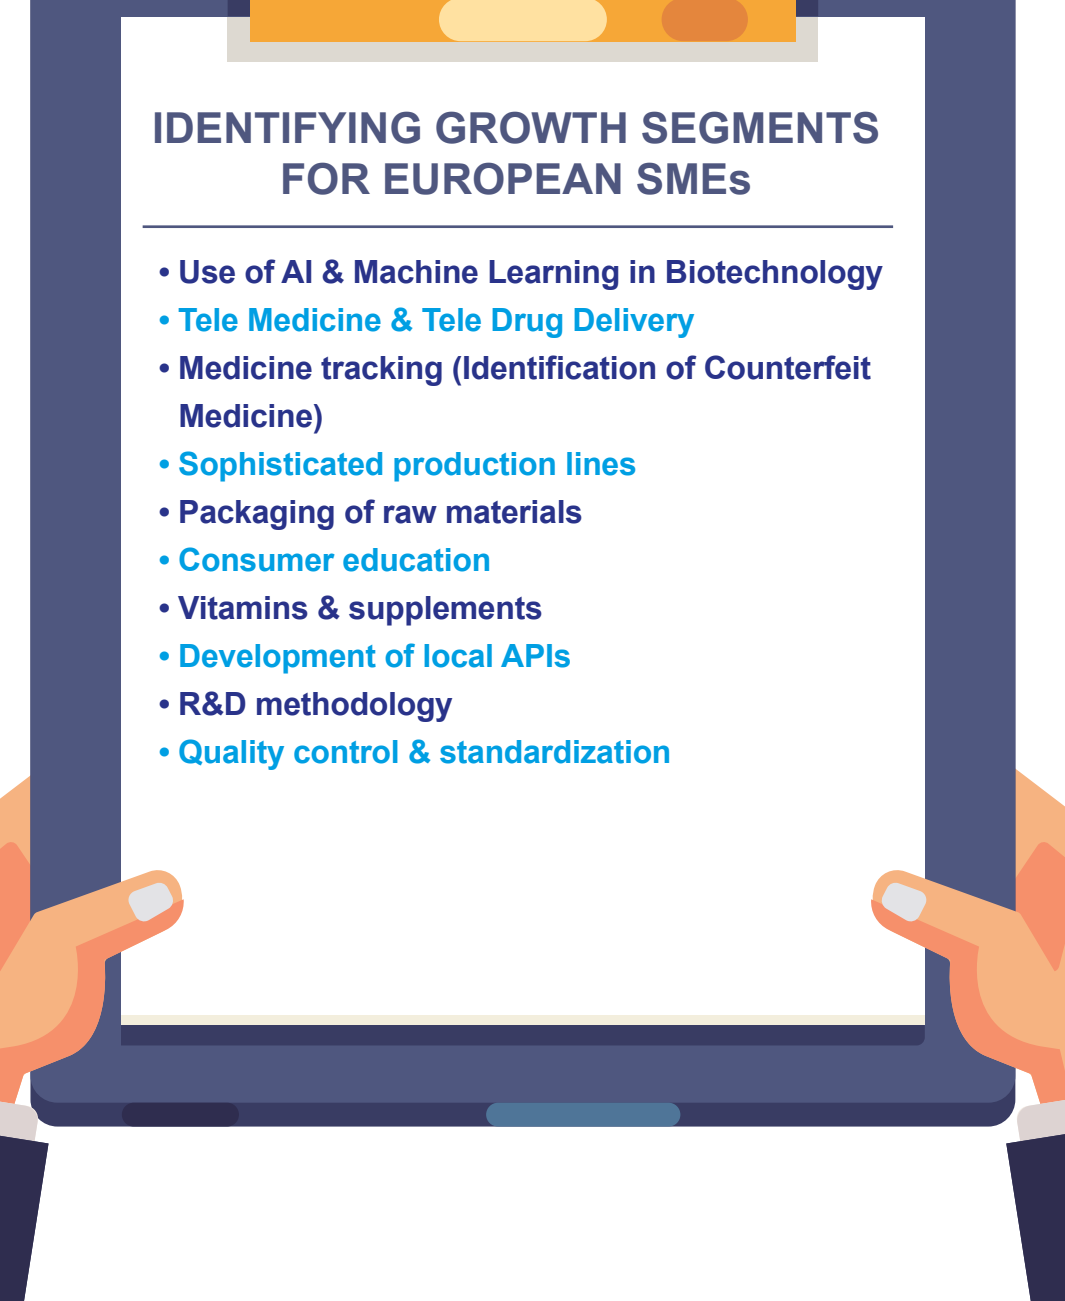 IDENTIFYING GROWTH SEGMENTS
FOR EUROPEAN SMEs
• Use of AI & Machine Learning in Biotechnology
• Tele Medicine & Tele Drug Delivery
• Medicine tracking (Identification of Counterfeit
Medicine)
• Sophisticated production lines
• Packaging of raw materials
• Consumer education
• Vitamins & supplements
• Development of local APIs
• R&D methodology
• Quality control & standardization